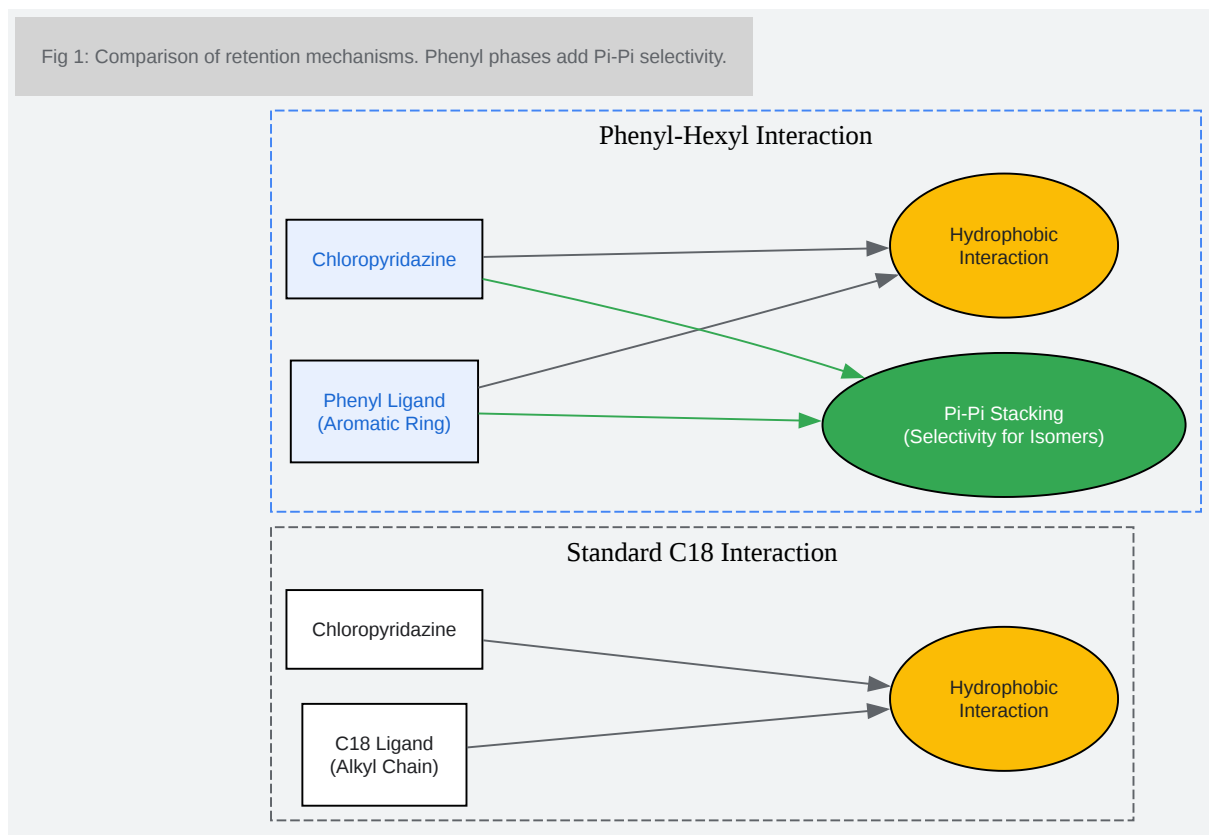 Fig 1: Comparison of retention mechanisms. Phenyl phases add Pi-Pi selectivity.
Phenyl-Hexyl Interaction
Chloropyridazine
Hydrophobic
Interaction
Phenyl Ligand
(Aromatic Ring)
Pi-Pi Stacking
(Selectivity for Isomers)
Standard C18 Interaction
Chloropyridazine
Hydrophobic
Interaction
C18 Ligand
(Alkyl Chain)